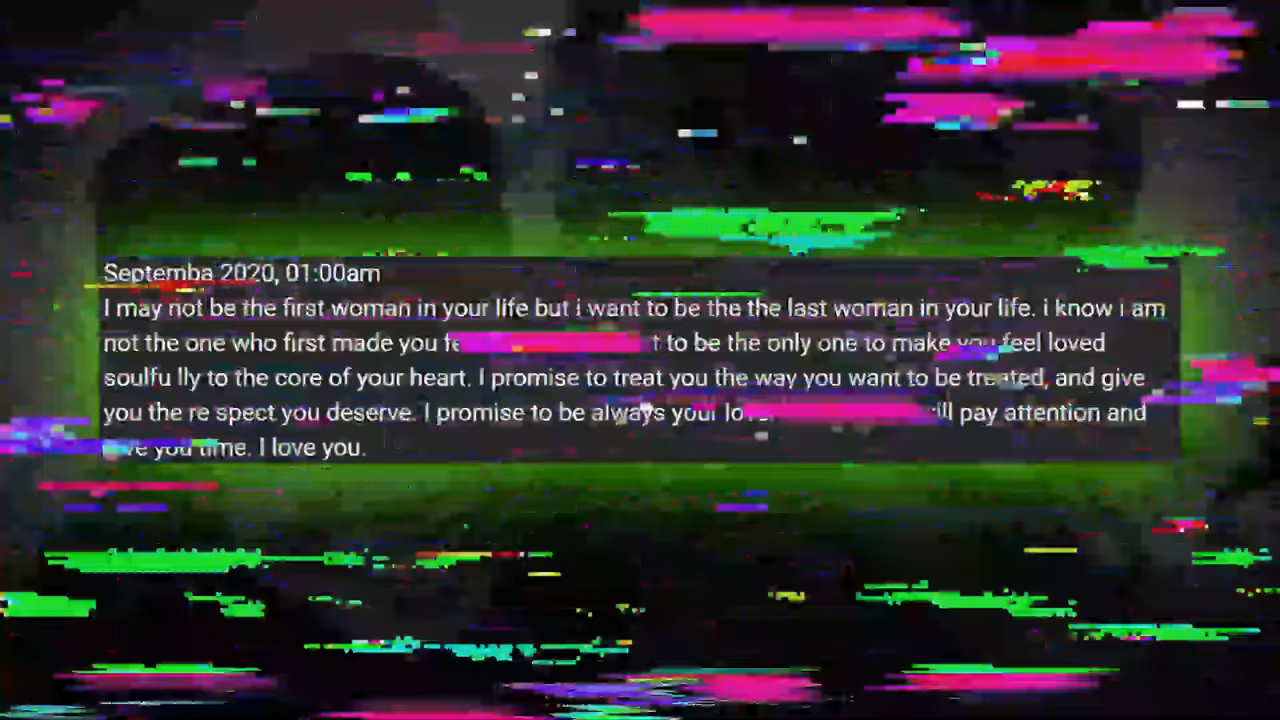 Septemba 2020, 01:00am
I may not be the first woman in your life but i want to be the the last woman in your life. i know i am
not the one who first made you to be the only one to make you feel loved
soulfu lly to the core of your heart. I promise to treat you the way you want to be treated, and give
you the re spect you deserve. I promise to be always your pay attention and
you time. I love you.